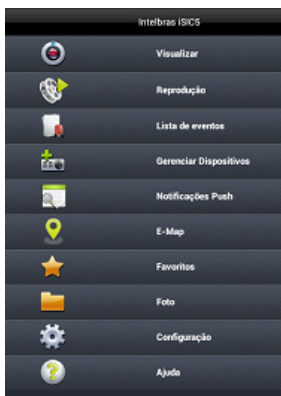 Intelbras iSIC5
Visualizar
Reprodução
Lista de eventos
Gerenciar Dispositivos
Notificações Push
E-Map
Favoritos
Foto
Configuração
Ajuda